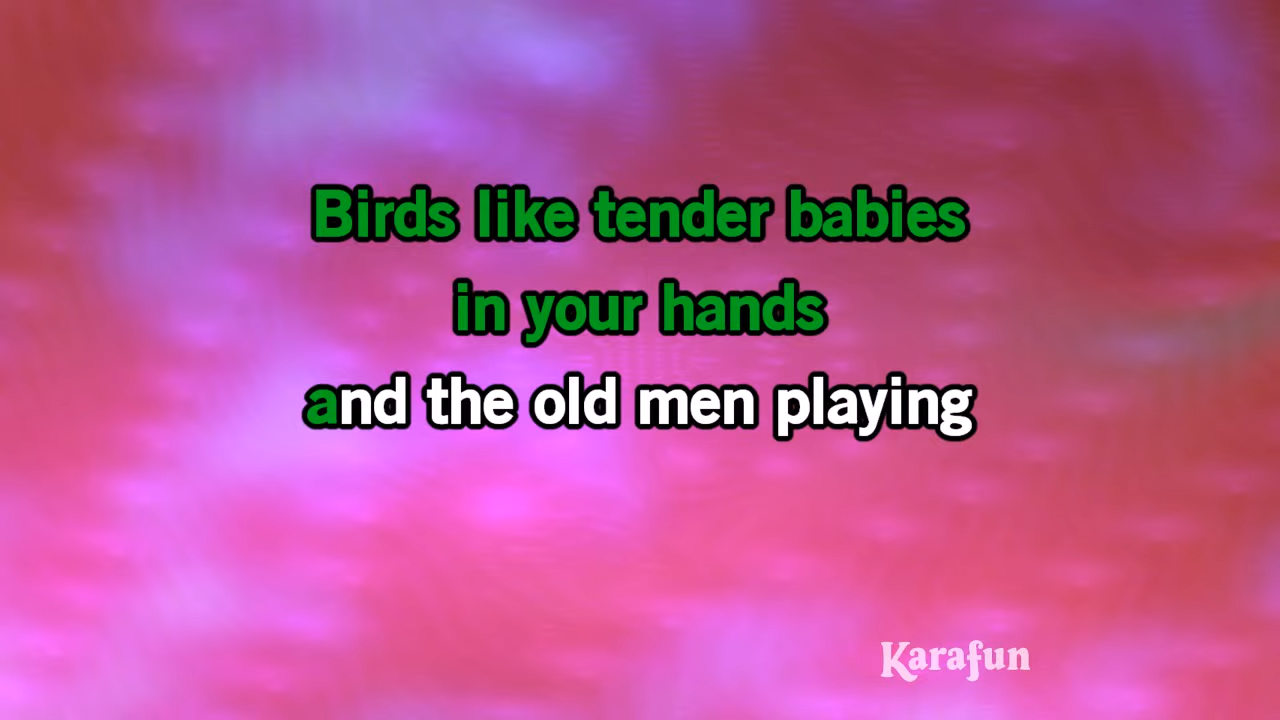 Birds like tender babies
in your hands
and the old men playing
Karafun